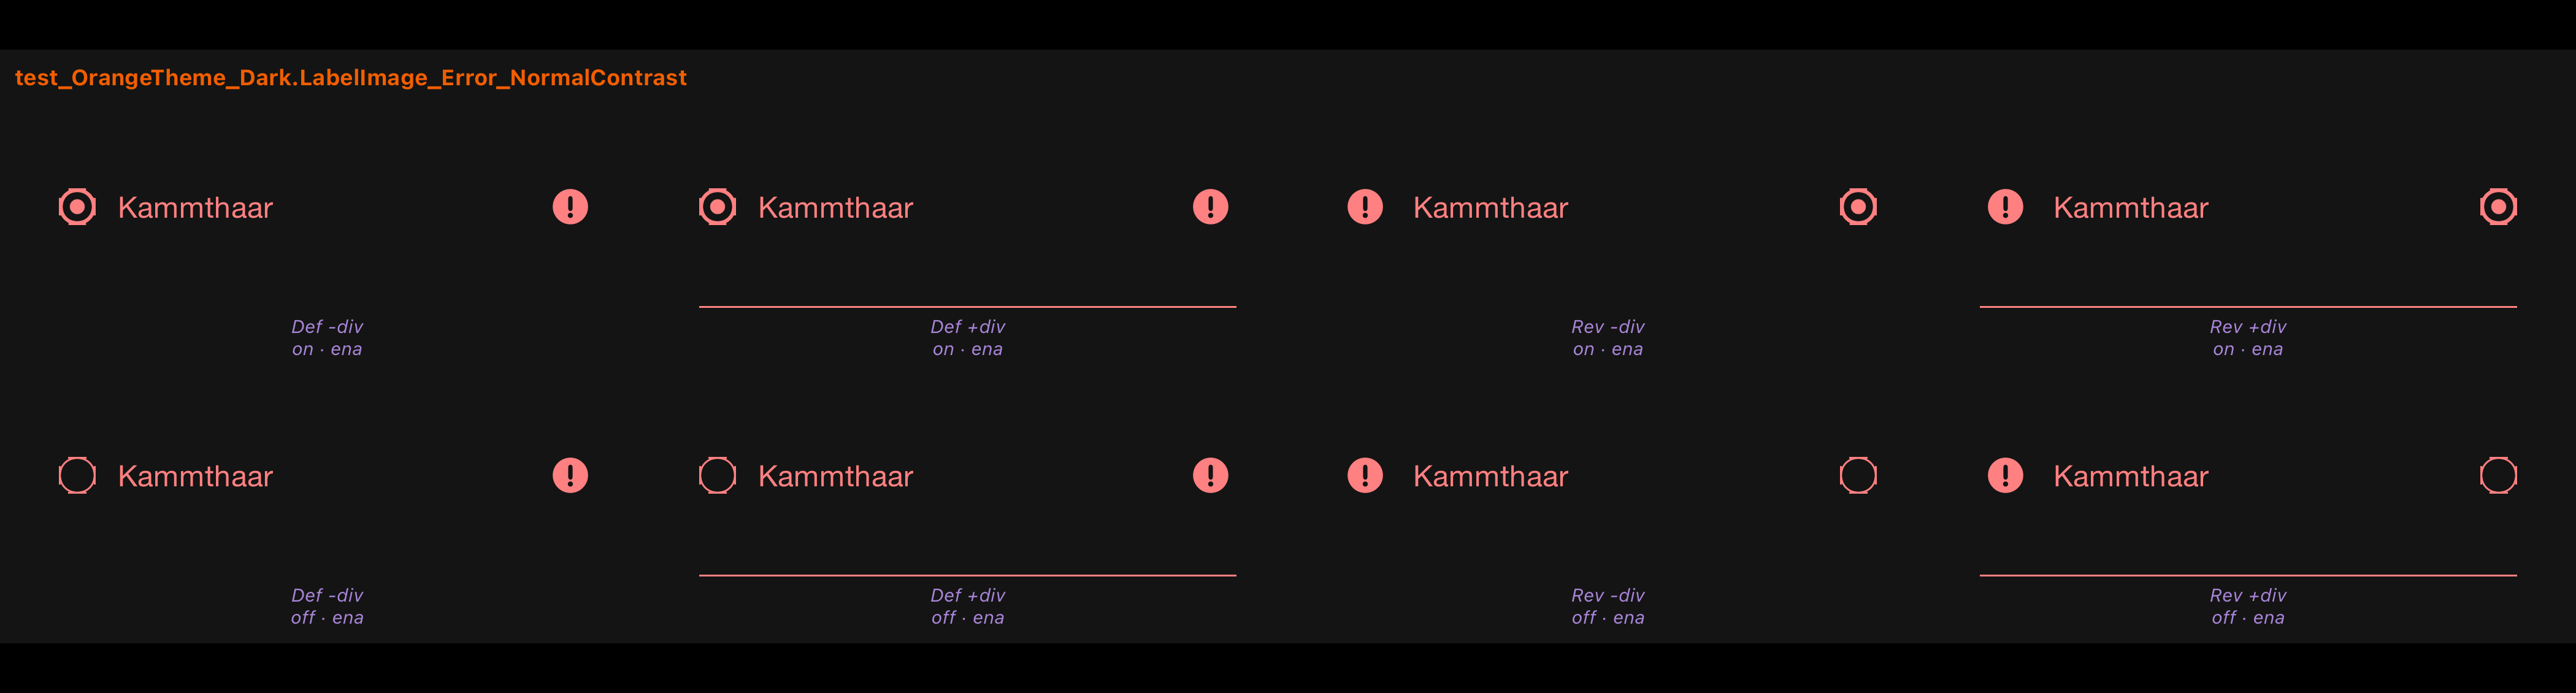 test_OrangeTheme_Dark.LabelImage_Error_NormalContrast
Kammthaar
Kammthaar
Kammthaar
Kammthaar
Def -div
on · ena
Def +div
on · ena
Rev -div
on · ena
Rev +div
on · ena
Kammthaar
Kammthaar
Kammthaar
Kammthaar
Def -div
off · ena
Def +div
off · ena
Rev -div
off · ena
Rev +div
off · ena